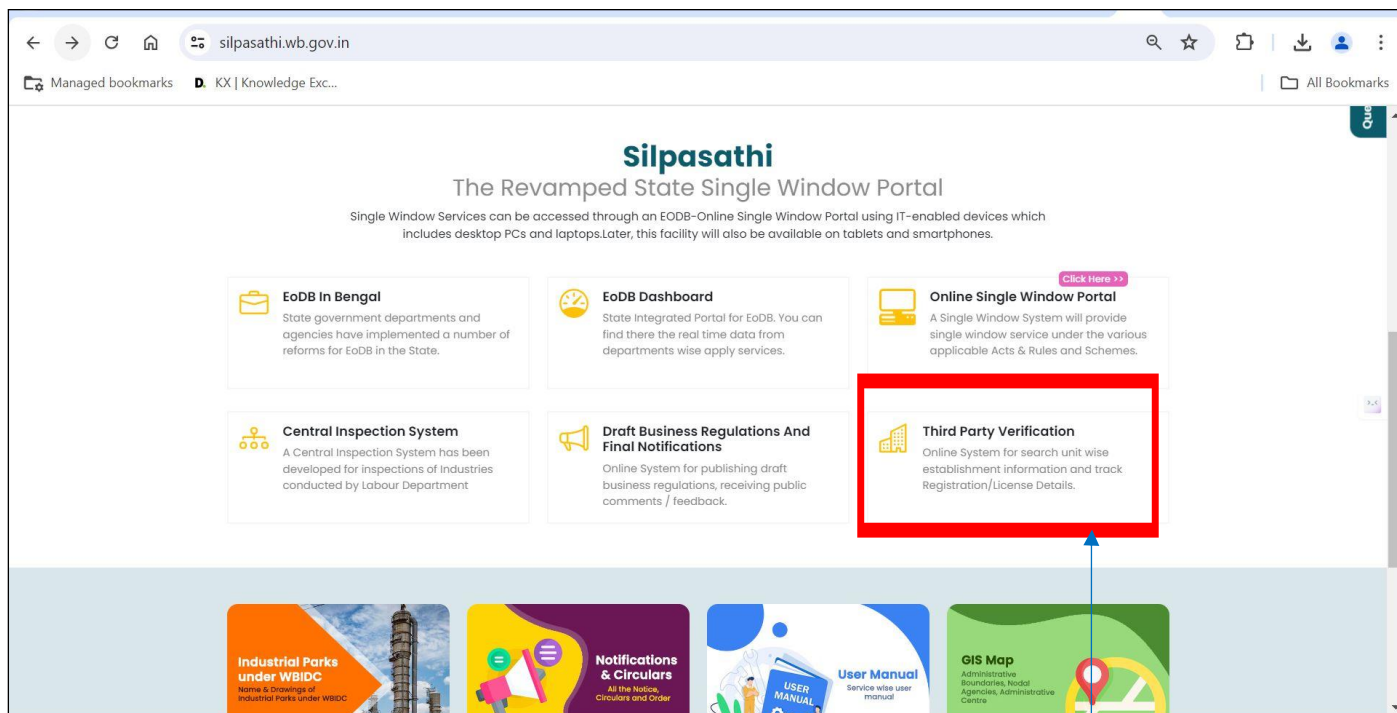 silpasathi.wb.gov.in
Managed bookmarks
D. KX | Knowledge Exc...
All Bookmarks
Silpasathi
The Revamped State Single Window Portal
Single Window Services can be accessed through an EODB-Online Single Window Portal using IT-enabled devices which
includes desktop PCs and laptops.Later, this facility will also be available on tablets and smartphones.
EoDB In Bengal
State government departments and
agencies have implemented a number of
reforms for EoDB in the State.
EoDB Dashboard
State Integrated Portal for EoDB. You can
find there the real time data from
departments wise apply services.
Click Here >>
Online Single Window Portal
A Single Window System will provide
single window service under the various
applicable Acts & Rules and Schemes.
Central Inspection System
A Central Inspection System has been
developed for inspections of Industries
conducted by Labour Department
Draft Business Regulations And
Final Notifications
Online System for publishing draft
business regulations, receiving public
comments / feedback.
Third Party Verification
Online System for search unit wise
establishment information and track
Registration/License Details.
Industrial Parks
under WBIDC
Name & Drawings of
Industrial Parks under WBIDC
Notifications
& Circulars
All the Notice,
Circulars and Order
USER
MANUAL
User Manual
Service wise user
manual
GIS Map
Administrative
Boundaries, Nodal
Agencies, Administrative
Centre